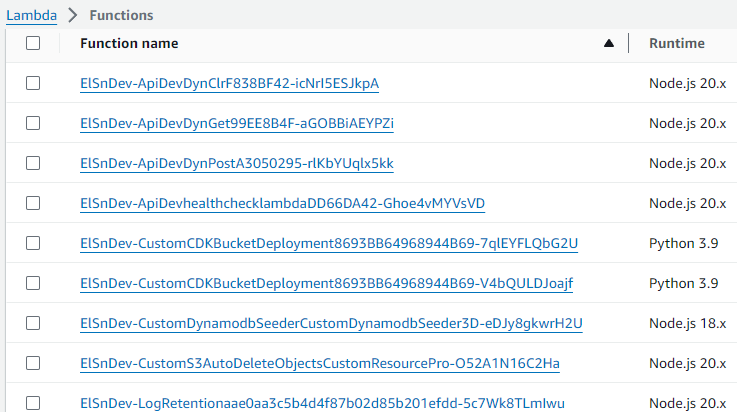 Lambda > Functions
Function name Runtime
ElSnDev-ApiDevDynClrF838BF42-icNrI5ESJkpA Node.js 20.x
ElSnDev-ApiDevDynGet99EE8B4F-aGOBBiAEYPZi Node.js 20.x
ElSnDev-ApiDevDynPostA3050295-rlKbYUqlx5kk Node.js 20.x
ElSnDev-ApiDevhealthchecklambdaDD66DA42-Ghoe4vMYVsVD Node.js 20.x
ElSnDev-CustomCDKBucketDeployment8693BB64968944B69-7qlEYFLQbG2U Python 3.9
ElSnDev-CustomCDKBucketDeployment8693BB64968944B69-V4bQULDJoajf Python 3.9
ElSnDev-CustomDynamodbSeederCustomDynamodbSeeder3D-eDJy8gkwrH2U Node.js 18.x
ElSnDev-CustomS3AutoDeleteObjectsCustomResourcePro-O52A1N16C2Ha Node.js 20.x
ElSnDev-LogRetentionaae0aa3c5b4d4f87b02d85b201efdd-5c7Wk8TLmIwu Node.js 20.x